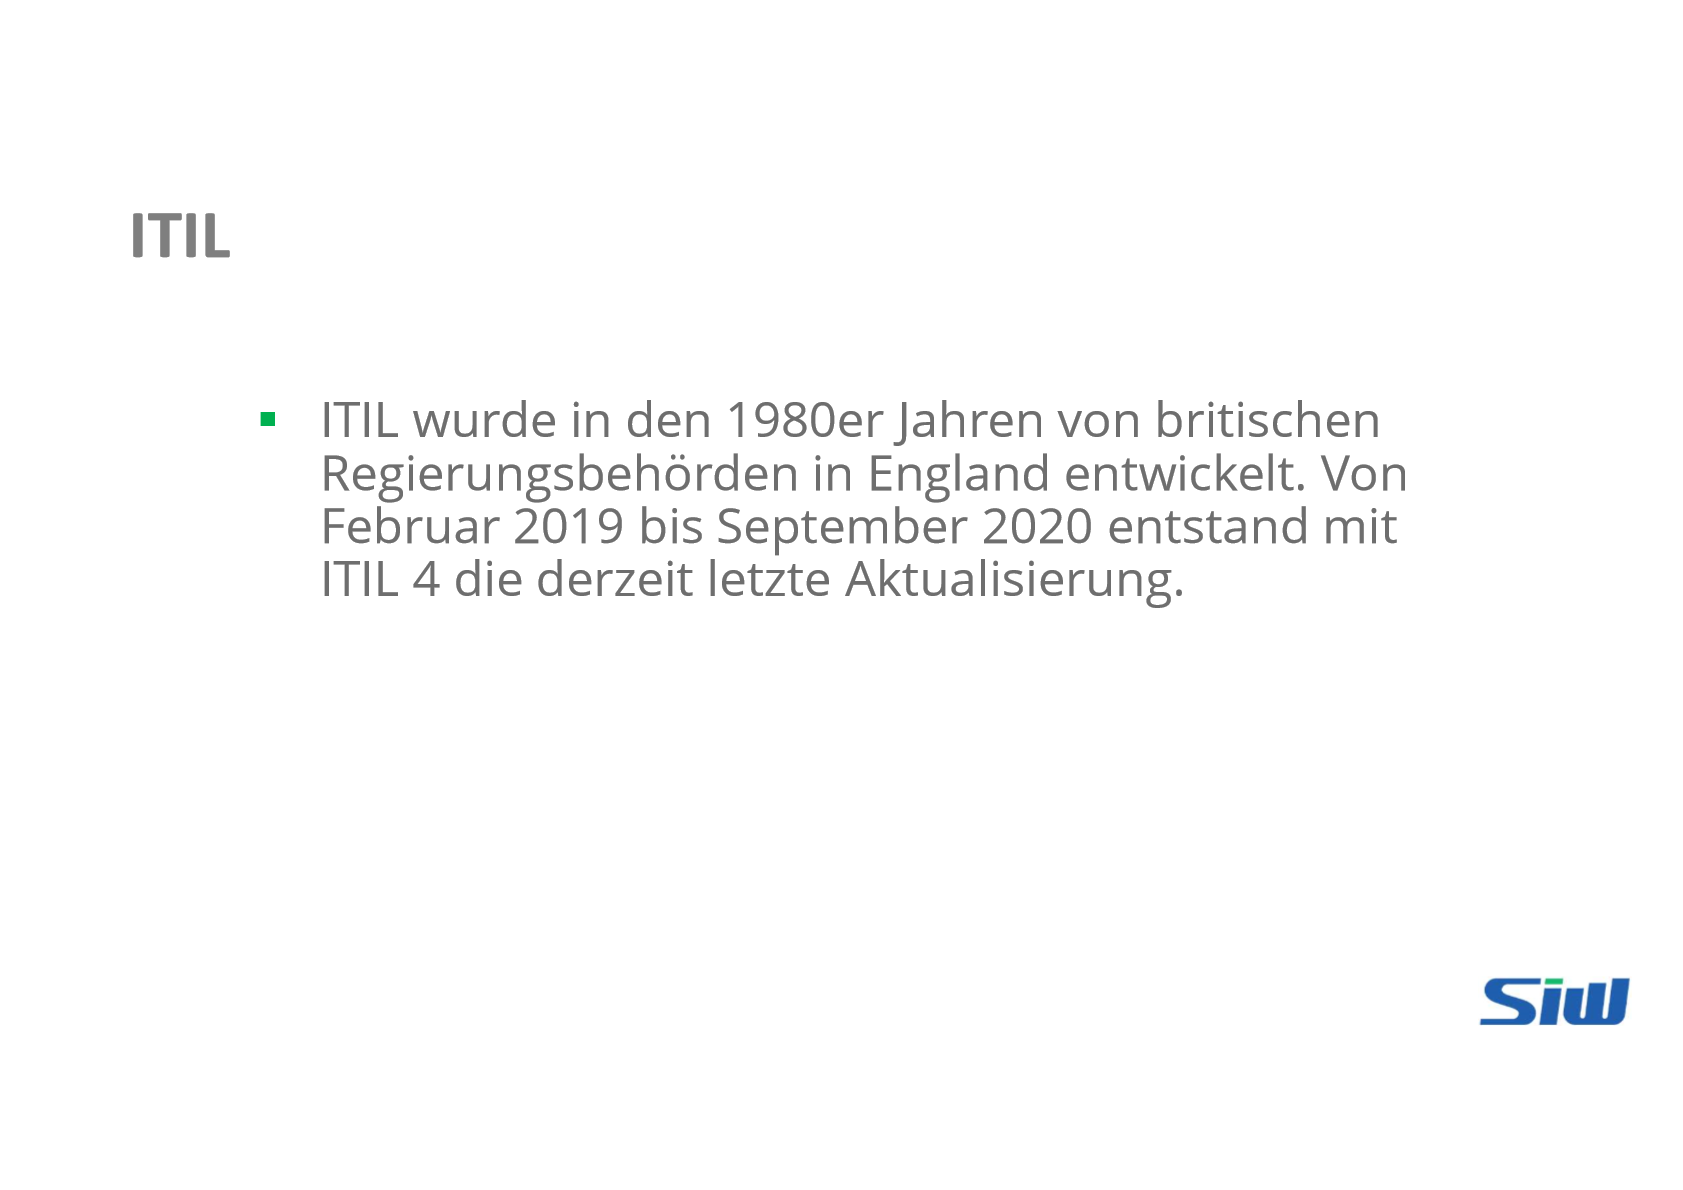 ITIL
▪ ITIL wurde in den 1980er Jahren von britischen
Regierungsbehörden in England entwickelt. Von
Februar 2019 bis September 2020 entstand mit
ITIL 4 die derzeit letzte Aktualisierung.
Siw